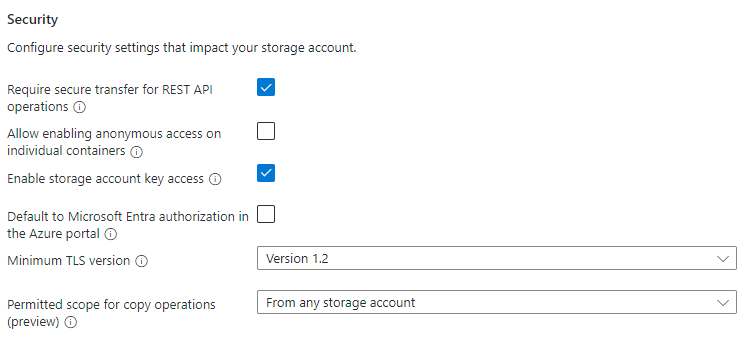 Security
Configure security settings that impact your storage account.
Require secure transfer for REST API
operations
Allow enabling anonymous access on
individual containers
Enable storage account key access
Default to Microsoft Entra authorization in
the Azure portal
Minimum TLS version
Version 1.2
Permitted scope for copy operations
(preview)
From any storage account